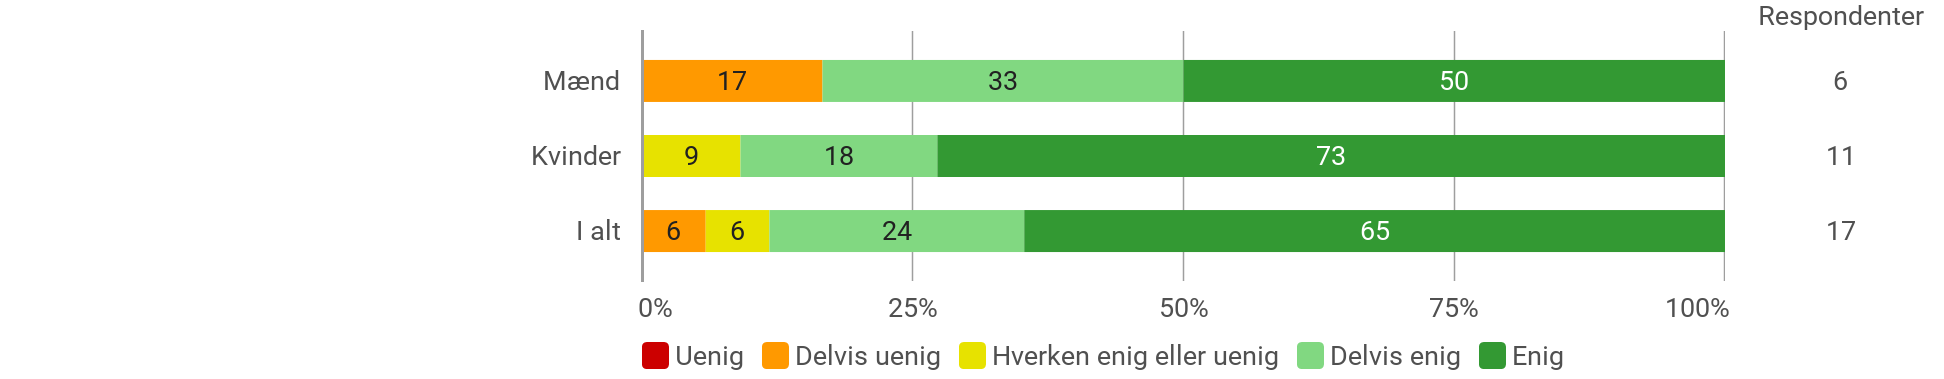 Respondenter
Mænd 17 33 50 6
Kvinder 9 18 73 11
I alt 6 6 24 65 17
0% 25% 50% 75% 100%
Uenig Delvis uenig Hverken enig eller uenig Delvis enig Enig